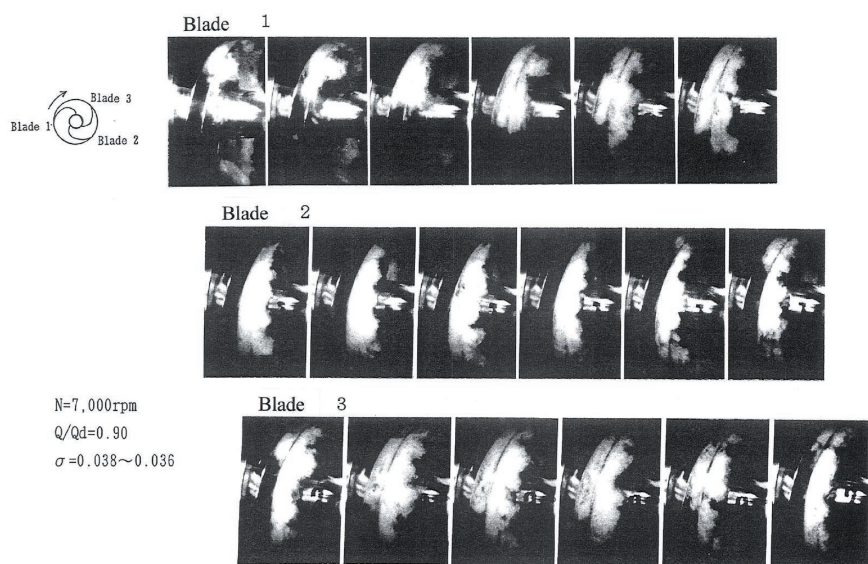 Blade 1
Blade 3
Blade 1
Blade 2
Blade 2
N=7,000rpm
Q/Qd=0.90
σ=0.038～0.036
Blade 3